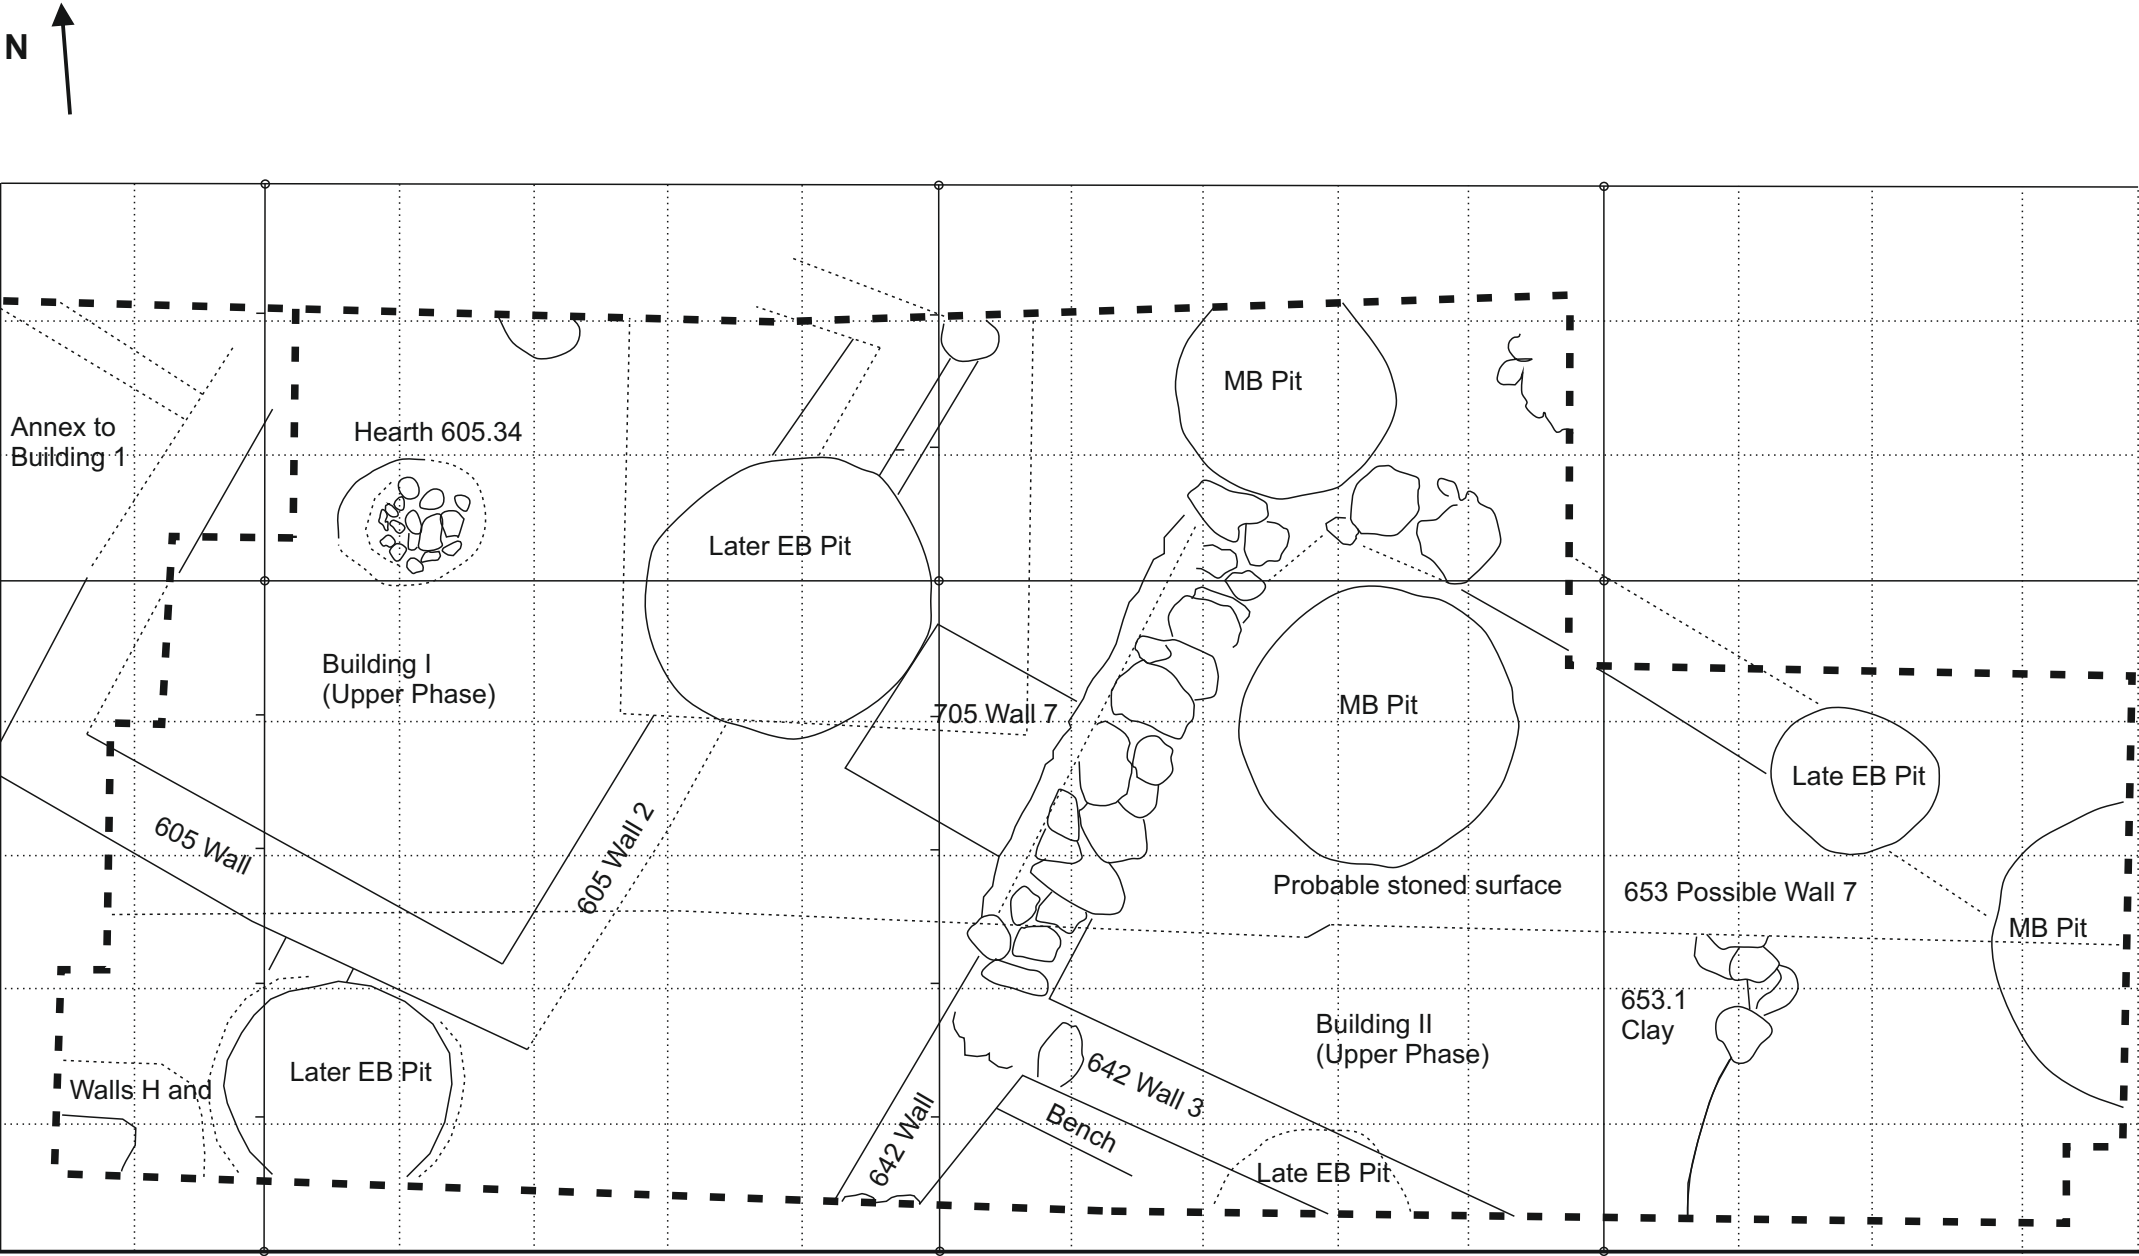 N
MB Pit
Annex to
Building 1
Hearth 605.34
Later EB Pit
Building I
(Upper Phase)
705 Wall 7
MB Pit
Late EB Pit
605 Wall
605 Wall 2
Probable stoned surface
653 Possible Wall 7
MB Pit
653.1
Clay
Building II
(Upper Phase)
Later EB Pit
Walls H and
642 Wall 3
642 Wall
Bench
Late EB Pit